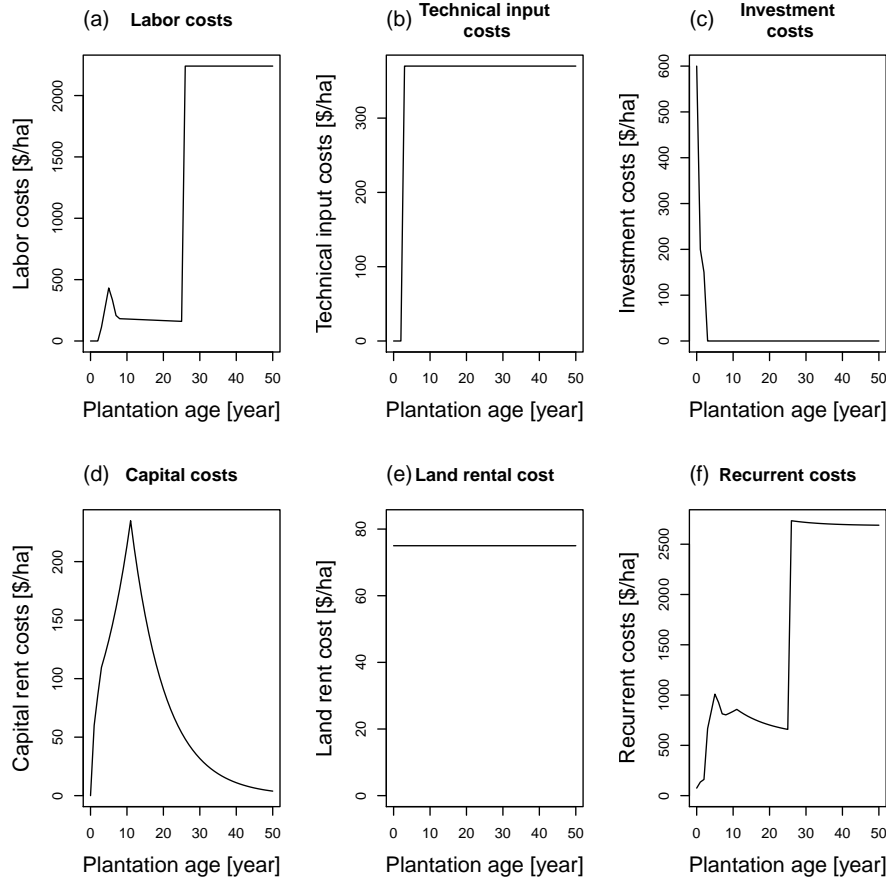 (a) Labor costs
Labor costs [$/ha]
0 500 1000 1500 2000
0 10 20 30 40 50
Plantation age [year]
(b) Technical input
costs
Technical input costs [$/ha]
0 100 200 300
0 10 20 30 40 50
Plantation age [year]
(c) Investment
costs
Investment costs [$/ha]
0 100 200 300 400 500 600
0 10 20 30 40 50
Plantation age [year]
(d) Capital costs
Capital rent costs [$/ha]
0 50 100 150 200
0 10 20 30 40 50
Plantation age [year]
(e) Land rental cost
Land rent cost [$/ha]
0 20 40 60 80
0 10 20 30 40 50
Plantation age [year]
(f) Recurrent costs
Recurrent costs [$/ha]
0 500 1000 1500 2000 2500
0 10 20 30 40 50
Plantation age [year]